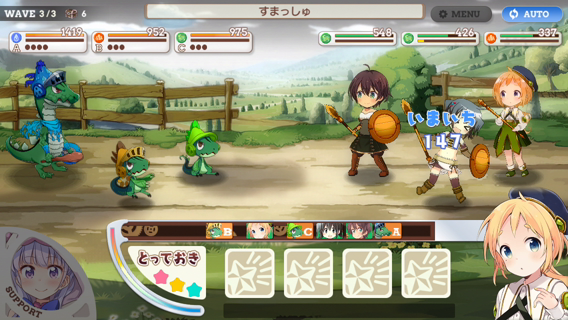 WAVE 3/3 6
すまっしゅ
MENU
AUTO
1419
A
952
B
975
C
548
426
337
いまいち
147
B
C
A
とっておき
SUPPORT